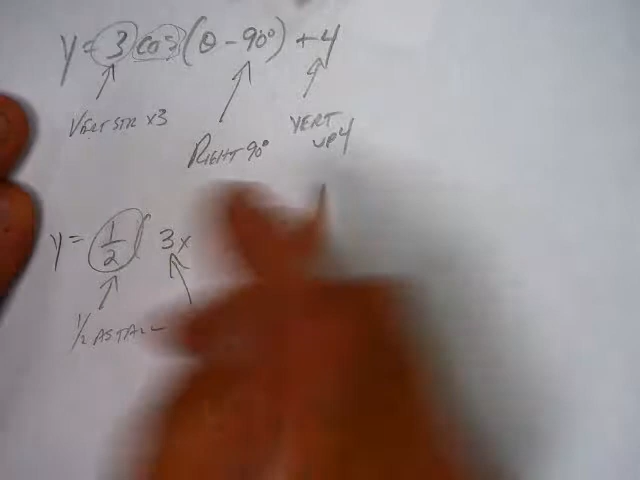 y = 3 cos (θ - 90°) + 4
VERT STR x3
RIGHT 90°
VERT
UP 4
y = 1/2 ( 3x
1/2 AS TALL